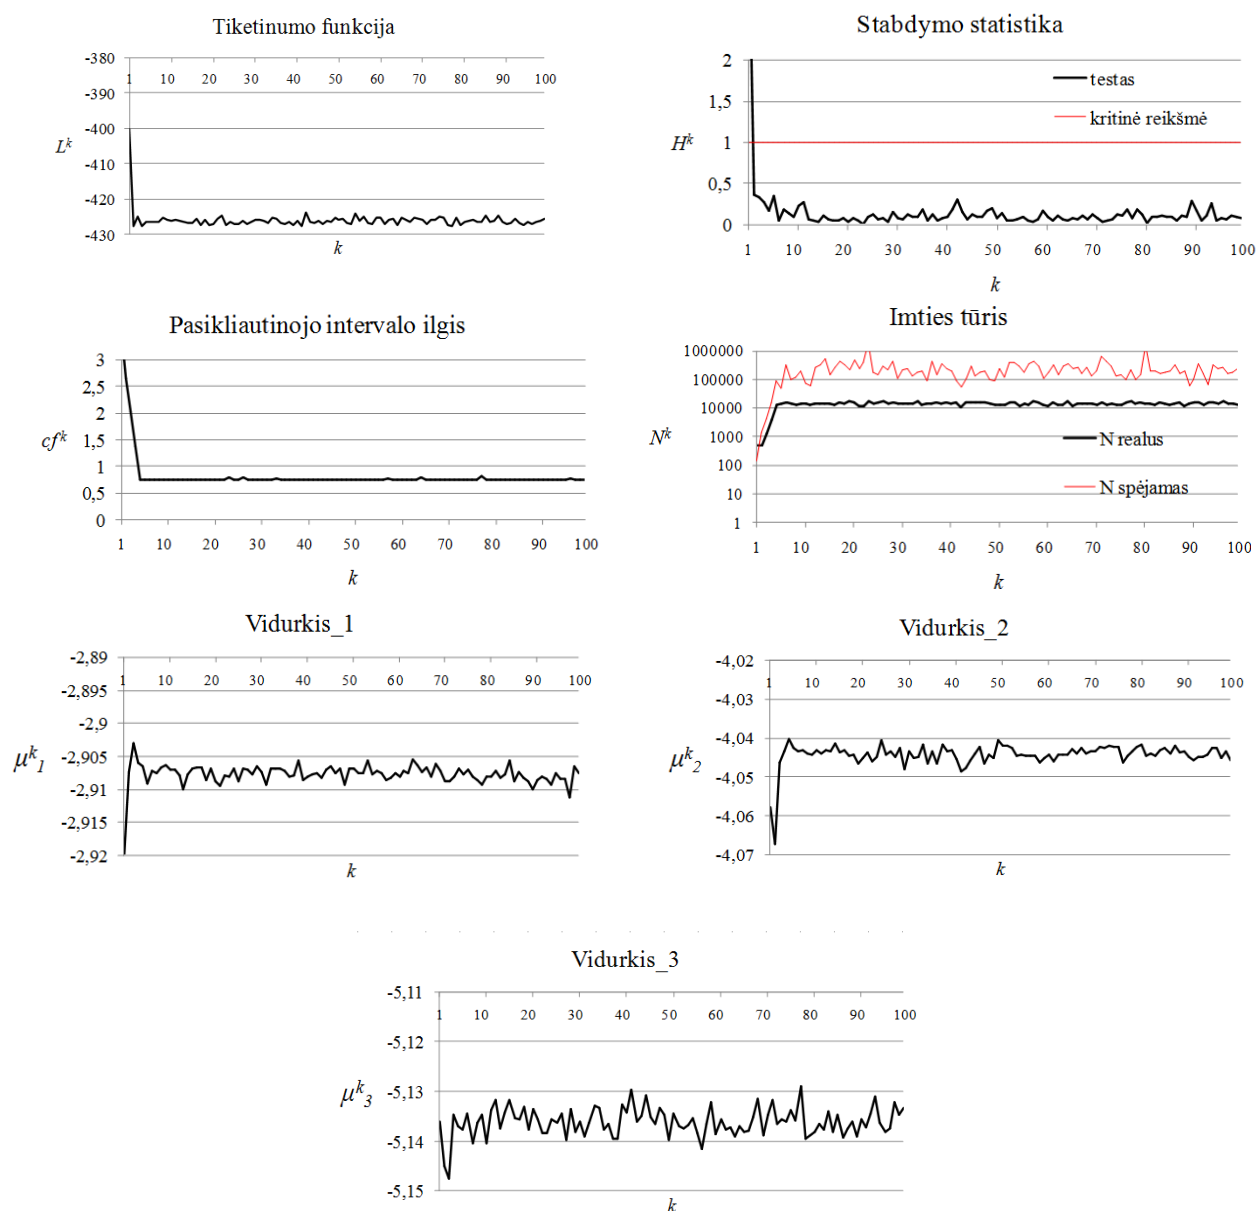 Tiketinumo funkcija
-380
1 10 20 30 40 50 60 70 80 90 100
-390
-400
L^k
-410
-420
-430
k
Stabdymo statistika
2
testas
1,5
kritinė reikšmė
H^k
1
0,5
0
1 10 20 30 40 50 60 70 80 90 100
k
Pasikliautinojo intervalo ilgis
3
2,5
2
cf^k
1,5
1
0,5
0
1 10 20 30 40 50 60 70 80 90 100
k
Imties tūris
1000000
100000
10000
N^k
1000
N realus
100
N spėjamas
10
1
1 10 20 30 40 50 60 70 80 90 100
k
Vidurkis_1
-2,89
1 10 20 30 40 50 60 70 80 90 100
-2,895
-2,9
μ^k_1
-2,905
-2,91
-2,915
-2,92
k
Vidurkis_2
-4,02
1 10 20 30 40 50 60 70 80 90 100
-4,03
-4,04
μ^k_2
-4,05
-4,06
-4,07
k
Vidurkis_3
-5,11
1 10 20 30 40 50 60 70 80 90 100
-5,12
-5,13
μ^k_3
-5,14
-5,15
k